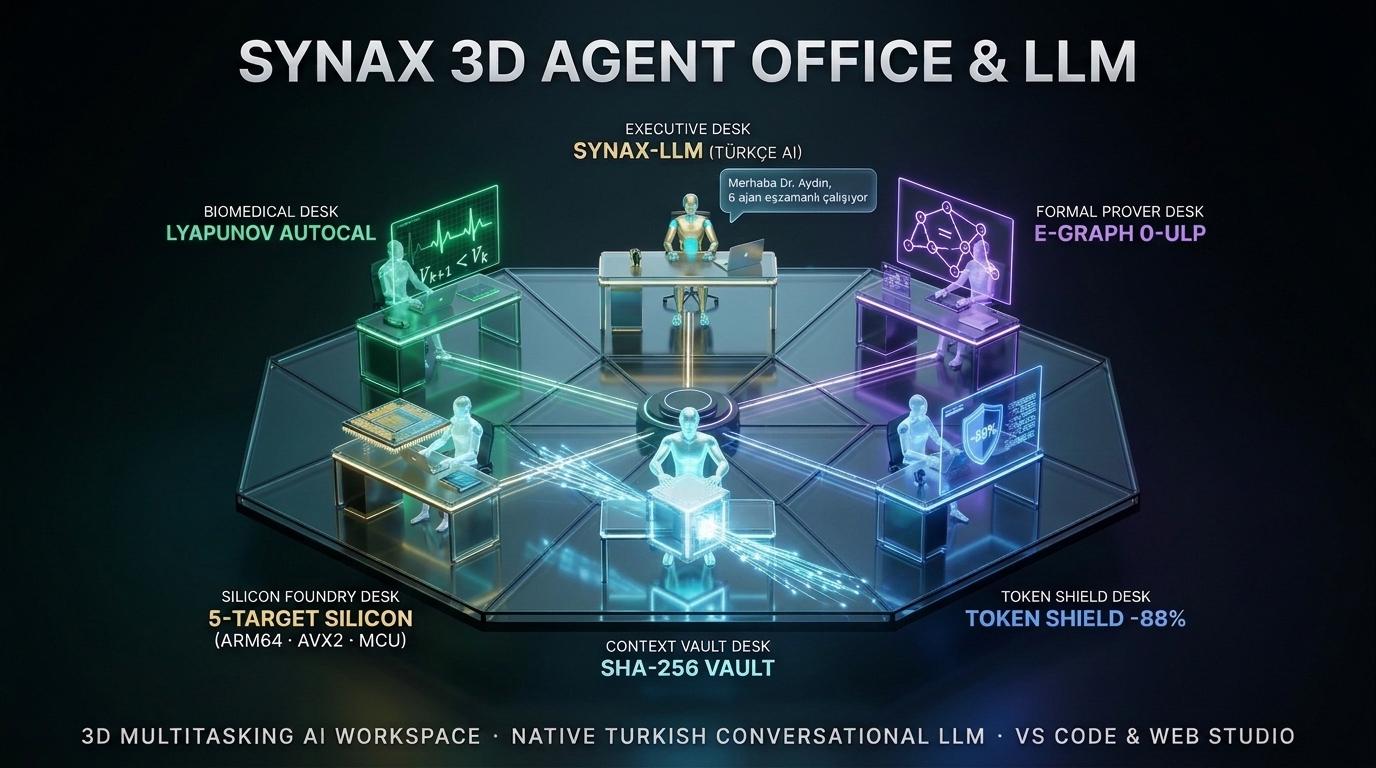 SYNAX 3D AGENT OFFICE & LLM
EXECUTIVE DESK
SYNAX-LLM (TÜRKÇE AI)
Merhaba Dr. Aydın,
6 ajan eşzamanlı çalışıyor
BIOMEDICAL DESK
LYAPUNOV AUTOCAL
V_{k+1} < V_k
FORMAL PROVER DESK
E-GRAPH 0-ULP
=
-89%
SILICON FOUNDRY DESK
5-TARGET SILICON
(ARM64 · AVX2 · MCU)
CONTEXT VAULT DESK
SHA-256 VAULT
TOKEN SHIELD DESK
TOKEN SHIELD -88%
3D MULTITASKING AI WORKSPACE · NATIVE TURKISH CONVERSATIONAL LLM · VS CODE & WEB STUDIO